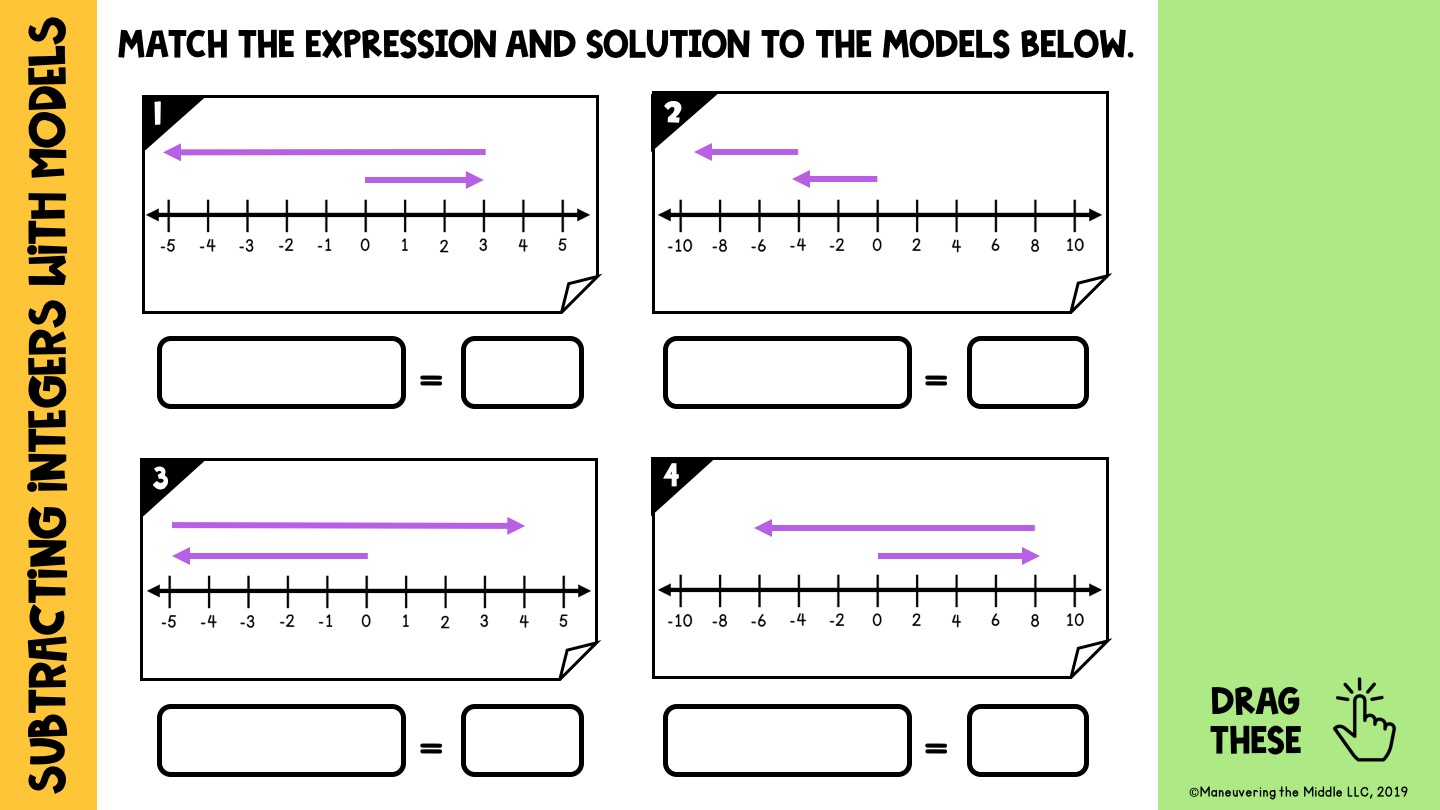 SUBTRACTING INTEGERS WITH MODELS
MATCH THE EXPRESSION AND SOLUTION TO THE MODELS BELOW.
1
-5 -4 -3 -2 -1 0 1 2 3 4 5
=
2
-10 -8 -6 -4 -2 0 2 4 6 8 10
=
3
-5 -4 -3 -2 -1 0 1 2 3 4 5
=
4
-10 -8 -6 -4 -2 0 2 4 6 8 10
=
DRAG
THESE
©Maneuvering the Middle LLC, 2019